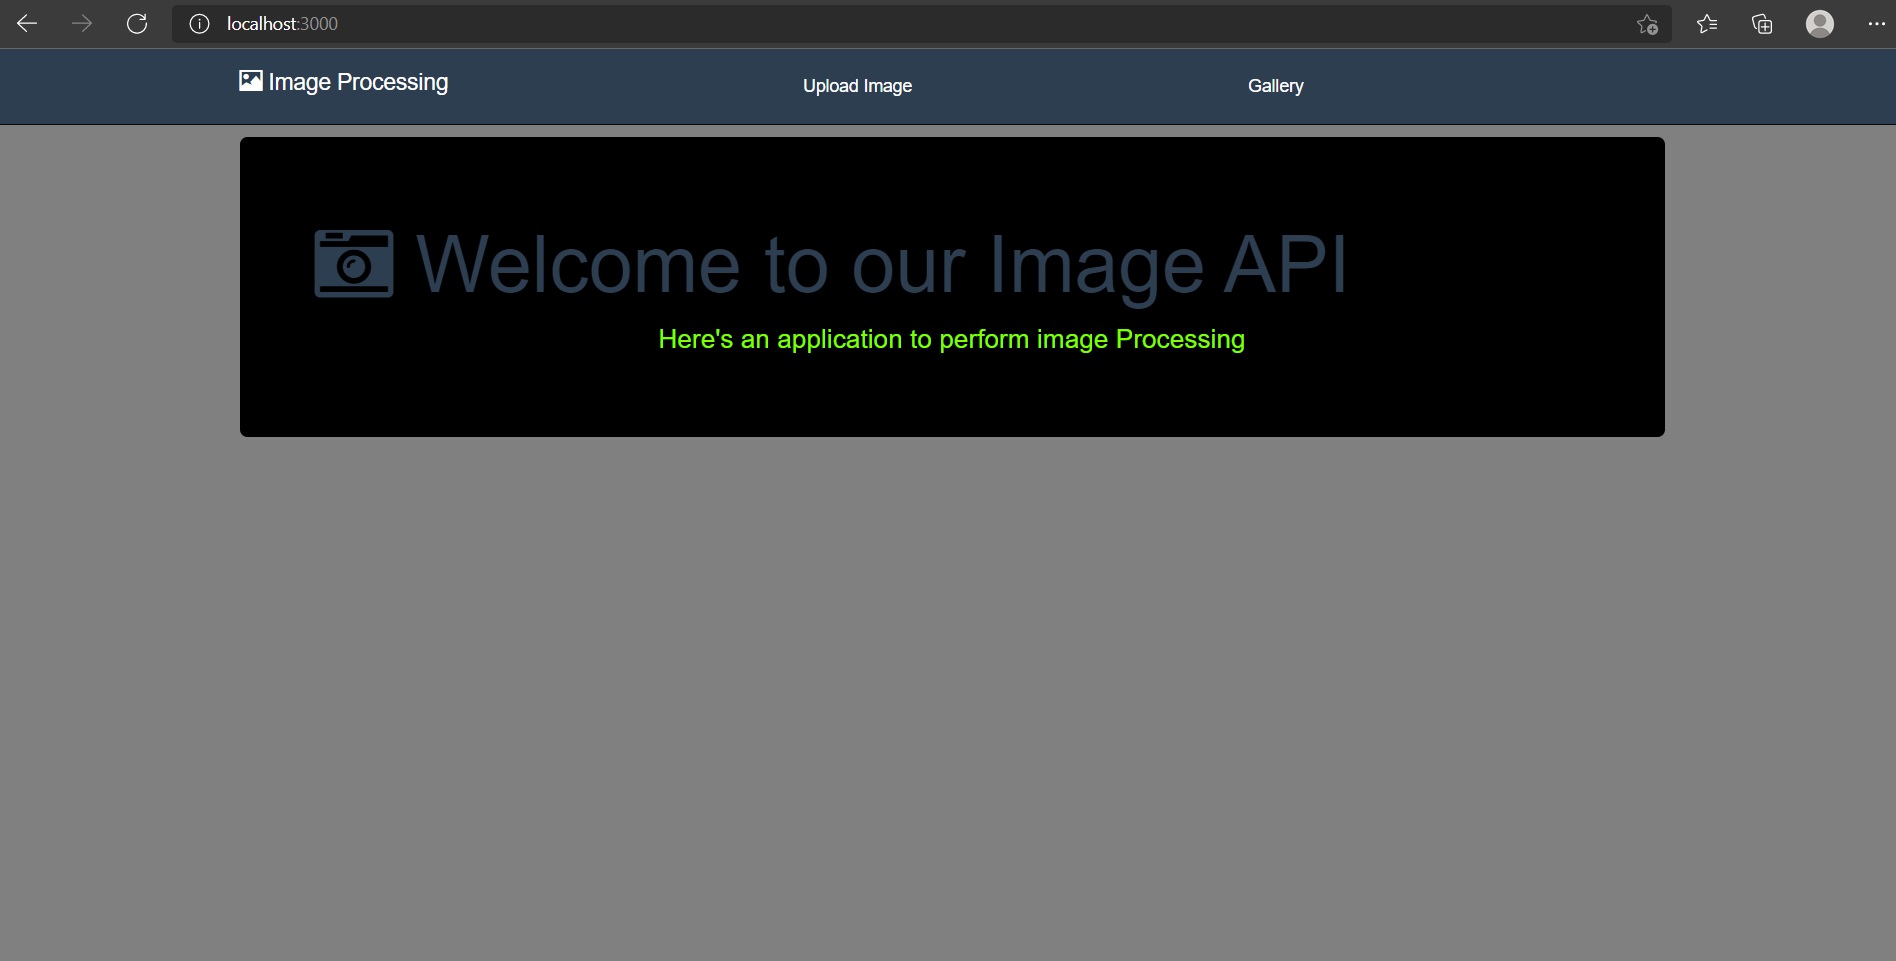 localhost:3000
Image Processing Upload Image Gallery
Welcome to our Image API
Here's an application to perform image Processing